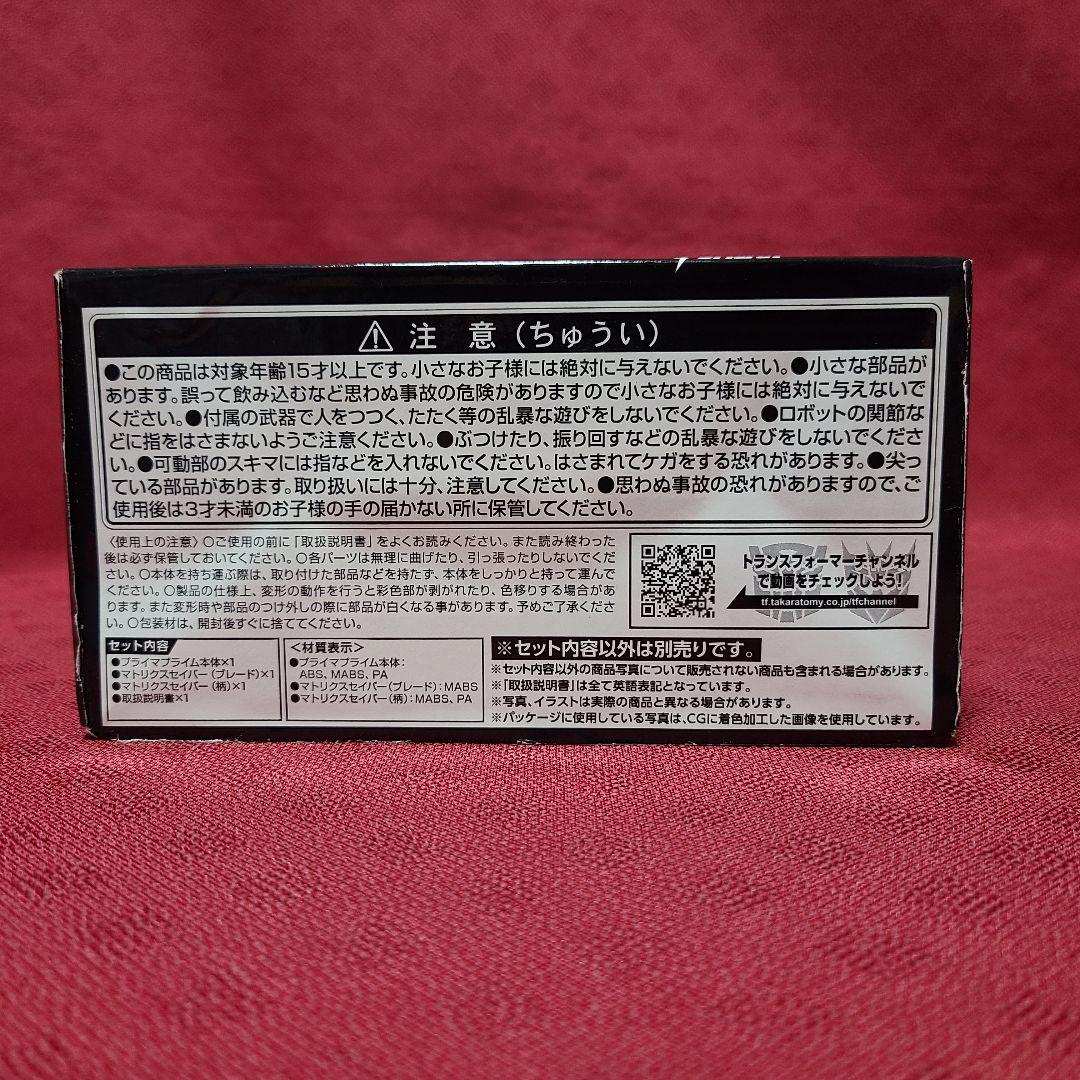 ⚠ 注 意(ちゅうい)
●この商品は対象年齢15才以上です。小さなお子様には絶対に与えないでください。●小さな部品が
あります。誤って飲み込むなど思わぬ事故の危険がありますので小さなお子様には絶対に与えないで
ください。●付属の武器で人をつつく、たたく等の乱暴な遊びをしないでください。●ロボットの関節な
どに指をはさまないようご注意ください。●ぶつけたり、振り回すなどの乱暴な遊びをしないでくださ
い。●可動部のスキマには指などを入れないでください。はさまれてケガをする恐れがあります。●尖っ
ている部品があります。取り扱いには十分、注意してください。●思わぬ事故の恐れがありますので、ご
使用後は3才未満のお子様の手の届かない所に保管してください。
〈使用上の注意〉○ご使用の前に「取扱説明書」をよくお読みください。また読み終わった
後は必ず保管しておいてください。○各パーツは無理に曲げたり、引っ張ったりしないでく
ださい。○本体を持ち運ぶ際は、取り付けた部品などを持たず、本体をしっかりと持って運んで
ください。○製品の仕様上、変形の動作を行うと彩色部が剥がれたり、色移りする場合があ
ります。また変形時や部品のつけ外しの際に部品が白くなる事があります。予めご了承くださ
い。○包装材は、開封後すぐに捨ててください。
トランスフォーマーチャンネル
で動画をチェックしよう!
tf.takaratomy.co.jp/tfchannel
セット内容
●プライマプライム本体×1
●マトリクスセイバー(ブレード)×1
●マトリクスセイバー(柄)×1
●取扱説明書×1
<材質表示>
●プライマプライム本体:
ABS、MABS、PA
●マトリクスセイバー(ブレード):MABS
●マトリクスセイバー(柄):MABS、PA
※セット内容以外は別売りです。
※セット内容以外の商品写真について販売されない商品も含まれる場合があります。
※「取扱説明書」は全て英語表記となっています。
※写真、イラストは実際の商品と異なる場合があります。
※パッケージに使用している写真は、CGに着色加工した画像を使用しています。